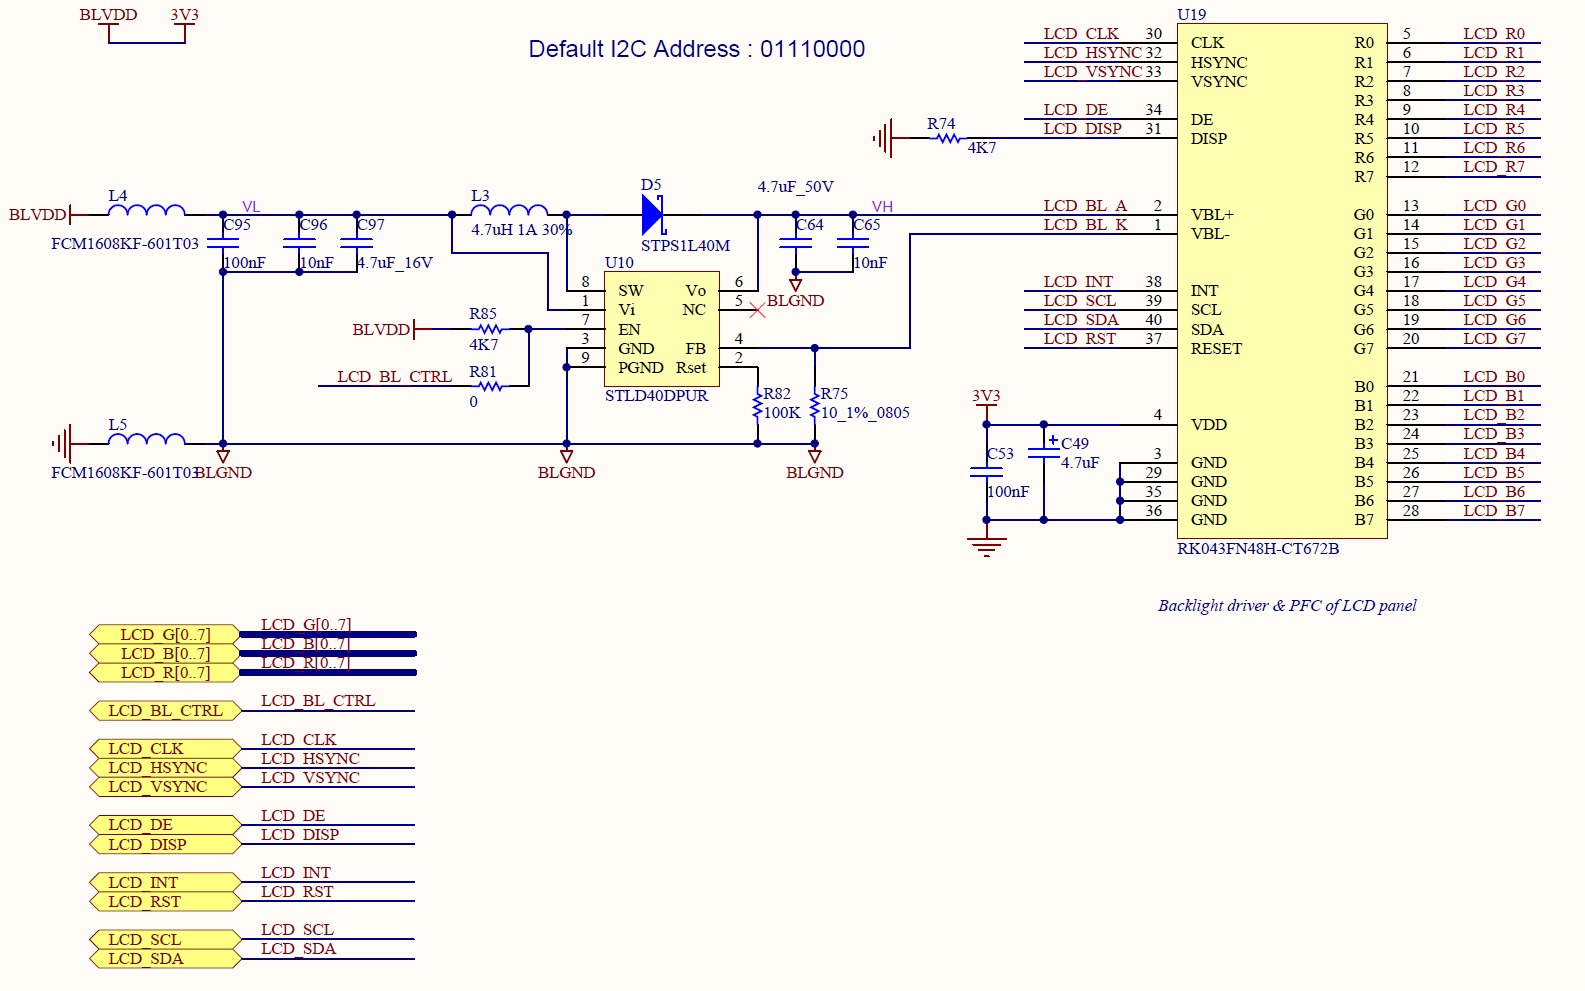 BLVDD 3V3
Default I2C Address : 01110000
BLVDD
L4
FCM1608KF-601T03
VL
C95
100nF
C96
10nF
C97
4.7uF_16V
L3
4.7uH 1A 30%
D5
STPS1L40M
4.7uF_50V
VH
C64
C65
10nF
BLGND
U10
8 SW Vo 6
1 Vi NC 5
7 EN
3 GND FB 4
9 PGND Rset 2
STLD40DPUR
BLVDD
R85
4K7
LCD_BL_CTRL
R81
0
R82
100K
R75
10_1%_0805
L5
FCM1608KF-601T03
BLGND
BLGND
BLGND
R74
4K7
U19
LCD_CLK 30 CLK
LCD_HSYNC 32 HSYNC
LCD_VSYNC 33 VSYNC
LCD_DE 34 DE
LCD_DISP 31 DISP
LCD_BL_A 2 VBL+
LCD_BL_K 1 VBL-
LCD_INT 38 INT
LCD_SCL 39 SCL
LCD_SDA 40 SDA
LCD_RST 37 RESET
3V3
4 VDD
C53
100nF
C49
4.7uF
3 GND
29 GND
35 GND
36 GND
R0 5 LCD_R0
R1 6 LCD_R1
R2 7 LCD_R2
R3 8 LCD_R3
R4 9 LCD_R4
R5 10 LCD_R5
R6 11 LCD_R6
R7 12 LCD_R7
G0 13 LCD_G0
G1 14 LCD_G1
G2 15 LCD_G2
G3 16 LCD_G3
G4 17 LCD_G4
G5 18 LCD_G5
G6 19 LCD_G6
G7 20 LCD_G7
B0 21 LCD_B0
B1 22 LCD_B1
B2 23 LCD_B2
B3 24 LCD_B3
B4 25 LCD_B4
B5 26 LCD_B5
B6 27 LCD_B6
B7 28 LCD_B7
RK043FN48H-CT672B
Backlight driver & PFC of LCD panel
LCD_G[0..7] LCD_G[0..7]
LCD_B[0..7] LCD_B[0..7]
LCD_R[0..7] LCD_R[0..7]
LCD_BL_CTRL LCD_BL_CTRL
LCD_CLK LCD_CLK
LCD_HSYNC LCD_HSYNC
LCD_VSYNC LCD_VSYNC
LCD_DE LCD_DE
LCD_DISP LCD_DISP
LCD_INT LCD_INT
LCD_RST LCD_RST
LCD_SCL LCD_SCL
LCD_SDA LCD_SDA